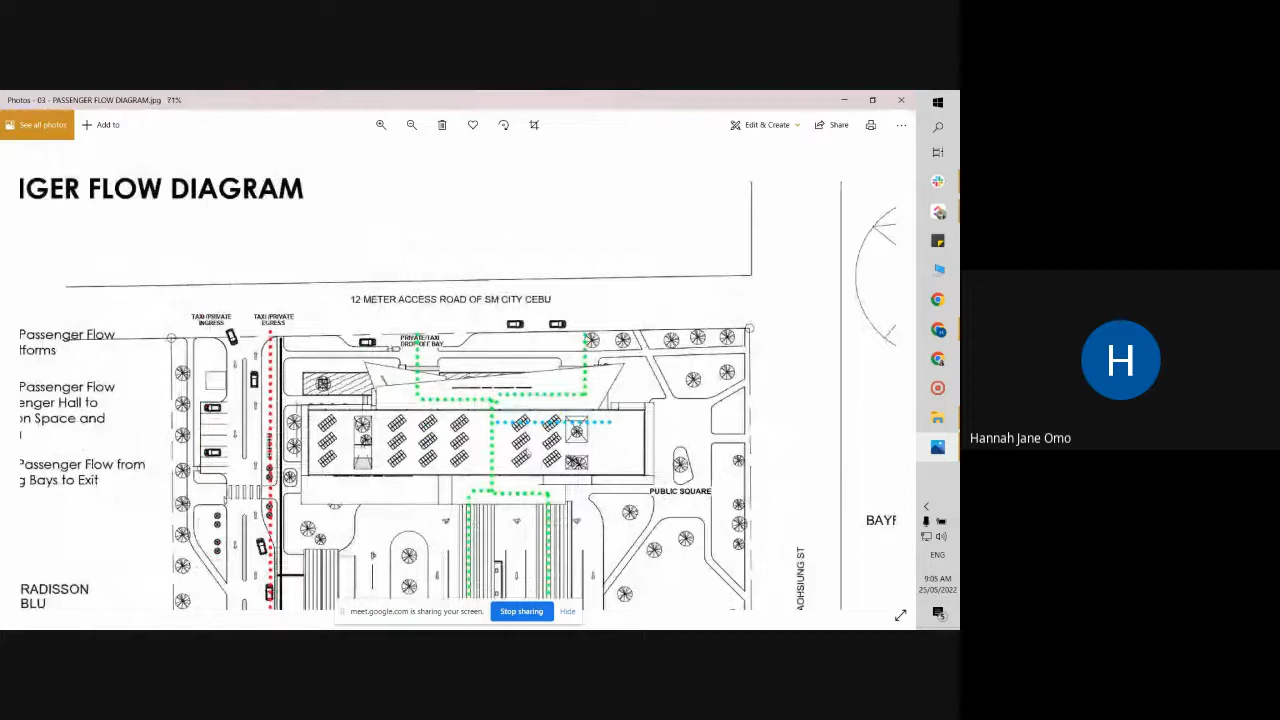 Photos - 03 - PASSENGER FLOW DIAGRAM.jpg 71%
See all photos
Add to
Edit & Create
Share
NGER FLOW DIAGRAM
12 METER ACCESS ROAD OF SM CITY CEBU
TAXI /PRIVATE
INGRESS
TAXI /PRIVATE
EGRESS
PRIVATE/TAXI
DROP-OFF BAY
Passenger Flow
tforms
Passenger Flow
enger Hall to
on Space and
Passenger Flow from
g Bays to Exit
PUBLIC SQUARE
BAYF
RADISSON
BLU
AOHSIUNG ST
meet.google.com is sharing your screen.
Stop sharing
Hide
ENG
9:05 AM
25/05/2022
H
Hannah Jane Omo